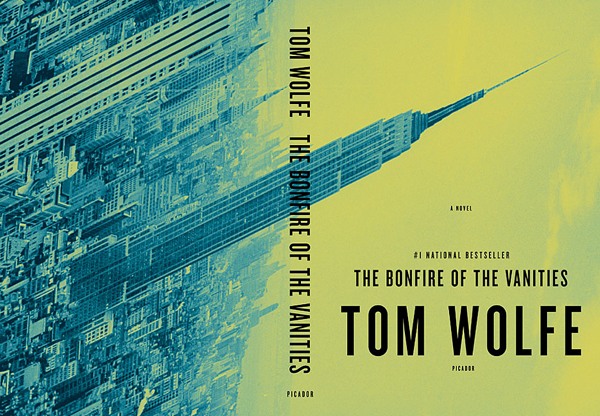 TOM WOLFE THE BONFIRE OF THE VANITIES
PICADOR
A NOVEL
#1 NATIONAL BESTSELLER
THE BONFIRE OF THE VANITIES
TOM WOLFE
PICADOR